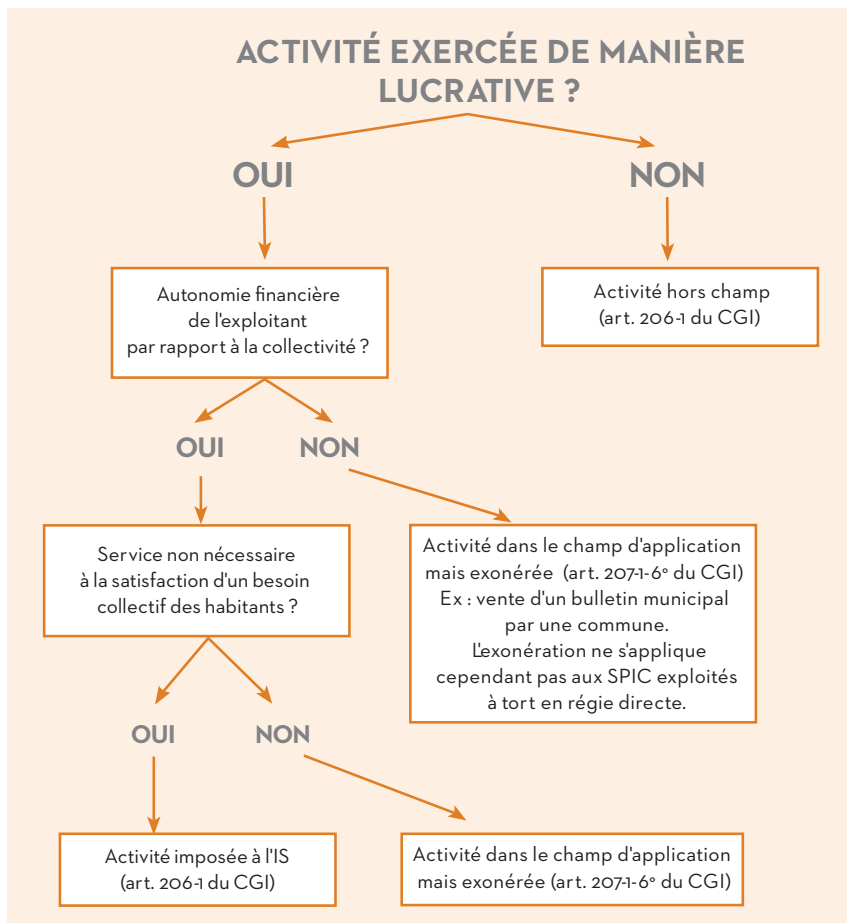 ACTIVITÉ EXERCÉE DE MANIÈRE
LUCRATIVE ?
OUI
NON
Autonomie financière
de l'exploitant
par rapport à la collectivité ?
Activité hors champ
(art. 206-1 du CGI)
OUI
NON
Service non nécessaire
à la satisfaction d'un besoin
collectif des habitants ?
Activité dans le champ d'application
mais exonérée (art. 207-1-6° du CGI)
Ex : vente d'un bulletin municipal
par une commune.
L'exonération ne s'applique
cependant pas aux SPIC exploités
à tort en régie directe.
OUI
NON
Activité imposée à l'IS
(art. 206-1 du CGI)
Activité dans le champ d'application
mais exonérée (art. 207-1-6° du CGI)